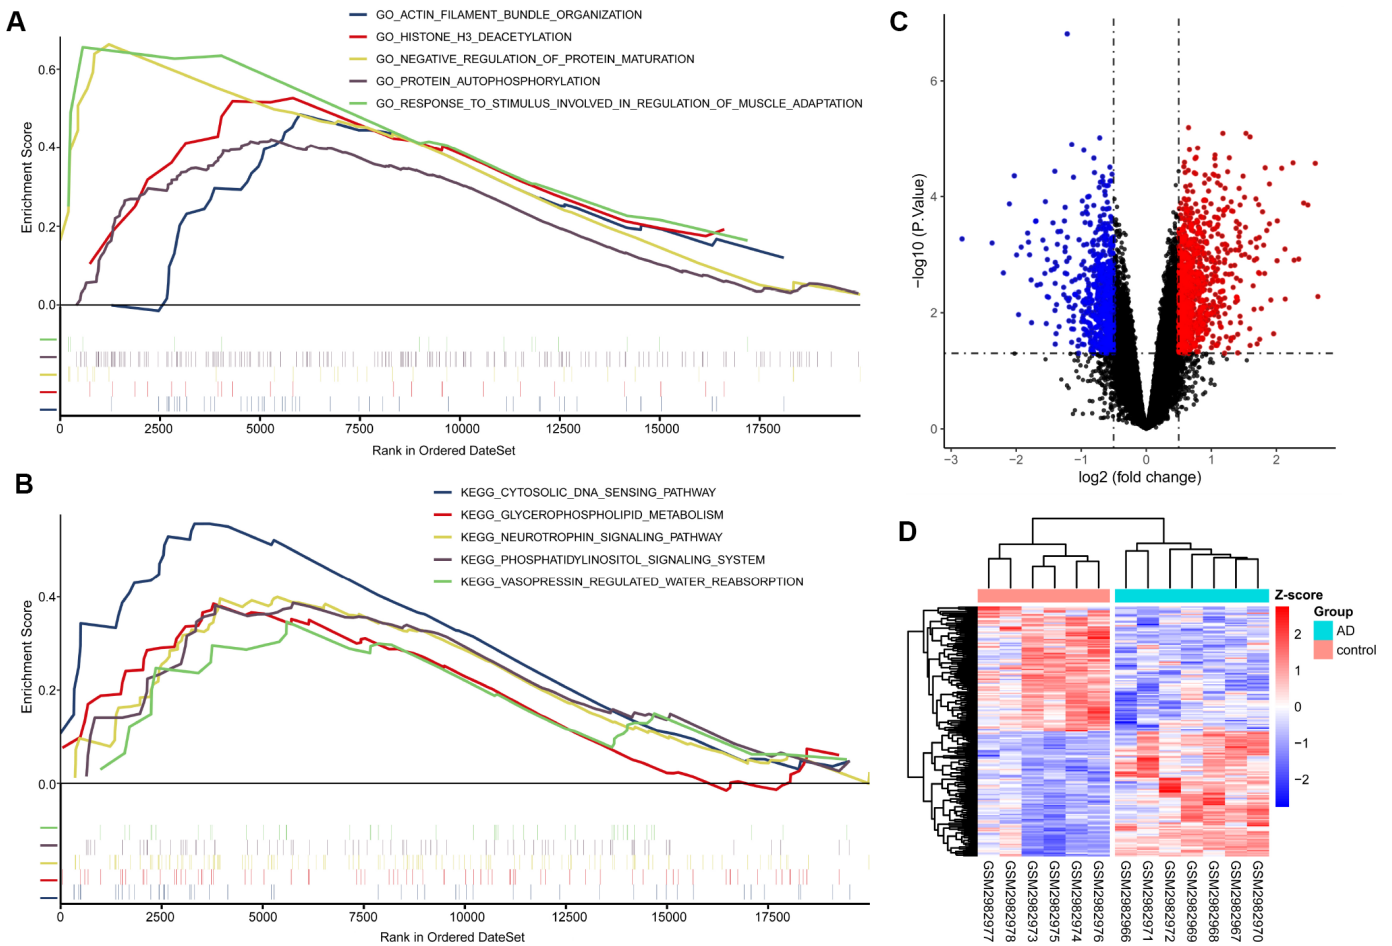 A
GO_ACTIN_FILAMENT_BUNDLE_ORGANIZATION
GO_HISTONE_H3_DEACETYLATION
GO_NEGATIVE_REGULATION_OF_PROTEIN_MATURATION
GO_PROTEIN_AUTOPHOSPHORYLATION
GO_RESPONSE_TO_STIMULUS_INVOLVED_IN_REGULATION_OF_MUSCLE_ADAPTATION
Enrichment Score
0.6
0.4
0.2
0.0
0 2500 5000 7500 10000 12500 15000 17500
Rank in Ordered DateSet
B
KEGG_CYTOSOLIC_DNA_SENSING_PATHWAY
KEGG_GLYCEROPHOSPHOLIPID_METABOLISM
KEGG_NEUROTROPHIN_SIGNALING_PATHWAY
KEGG_PHOSPHATIDYLINOSITOL_SIGNALING_SYSTEM
KEGG_VASOPRESSIN_REGULATED_WATER_REABSORPTION
Enrichment Score
0.4
0.2
0.0
0 2500 5000 7500 10000 12500 15000 17500
Rank in Ordered DateSet
C
−log10 (P.Value)
6
4
2
0
−3 −2 −1 0 1 2
log2 (fold change)
D
Z-score
2
1
0
−1
−2
Group
AD
control
GSM2982977
GSM2982978
GSM2982973
GSM2982975
GSM2982974
GSM2982976
GSM2982966
GSM2982971
GSM2982972
GSM2982969
GSM2982968
GSM2982967
GSM2982970